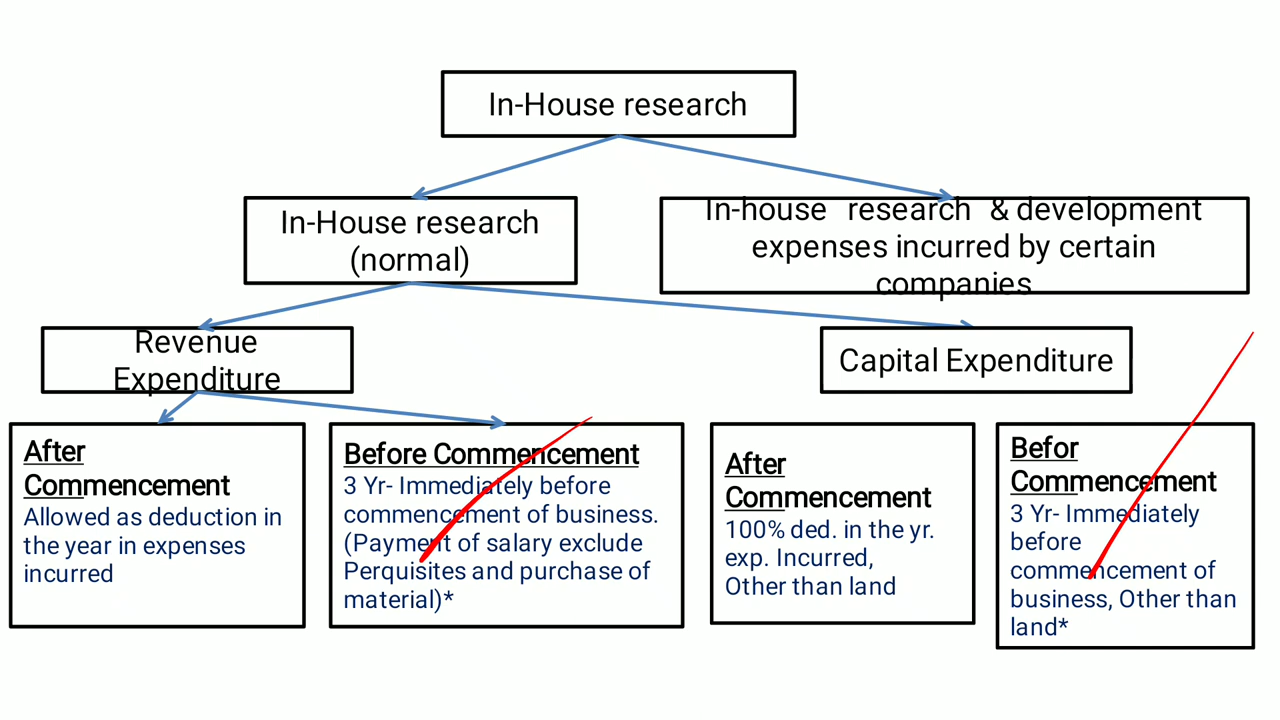 In-House research
In-House research
(normal)
In-house research & development
expenses incurred by certain
companies
Revenue
Expenditure
Capital Expenditure
After
Commencement
Allowed as deduction in
the year in expenses
incurred
Before Commencement
3 Yr- Immediately before
commencement of business.
(Payment of salary exclude
Perquisites and purchase of
material)*
After
Commencement
100% ded. in the yr.
exp. Incurred,
Other than land
Befor
Commencement
3 Yr- Immediately
before
commencement of
business, Other than
land*